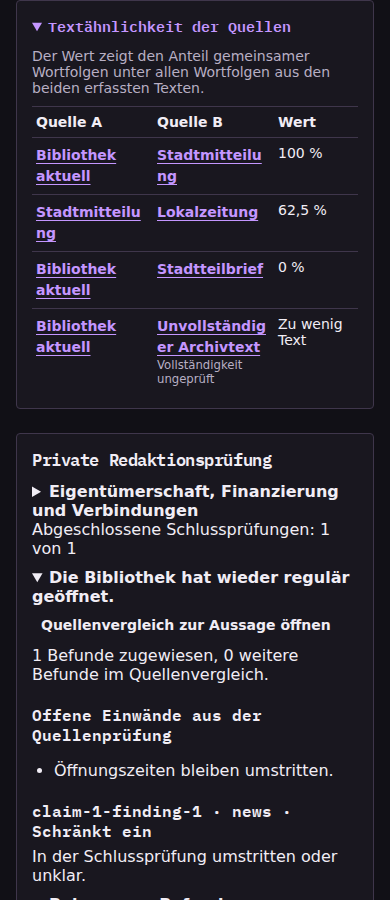 ▼ Textähnlichkeit der Quellen
Der Wert zeigt den Anteil gemeinsamer
Wortfolgen unter allen Wortfolgen aus den
beiden erfassten Texten.
Quelle A Quelle B Wert
Bibliothek Stadtmitteilu 100 %
aktuell ng
Stadtmitteilu Lokalzeitung 62,5 %
ng
Bibliothek Stadtteilbrief 0 %
aktuell
Bibliothek Unvollständig Zu wenig
aktuell er Archivtext Text
Vollständigkeit
ungeprüft
Private Redaktionsprüfung
▶ Eigentümerschaft, Finanzierung
und Verbindungen
Abgeschlossene Schlussprüfungen: 1
von 1
▼ Die Bibliothek hat wieder regulär
geöffnet.
Quellenvergleich zur Aussage öffnen
1 Befunde zugewiesen, 0 weitere
Befunde im Quellenvergleich.
Offene Einwände aus der
Quellenprüfung
• Öffnungszeiten bleiben umstritten.
claim-1-finding-1 · news ·
Schränkt ein
In der Schlussprüfung umstritten oder
unklar.